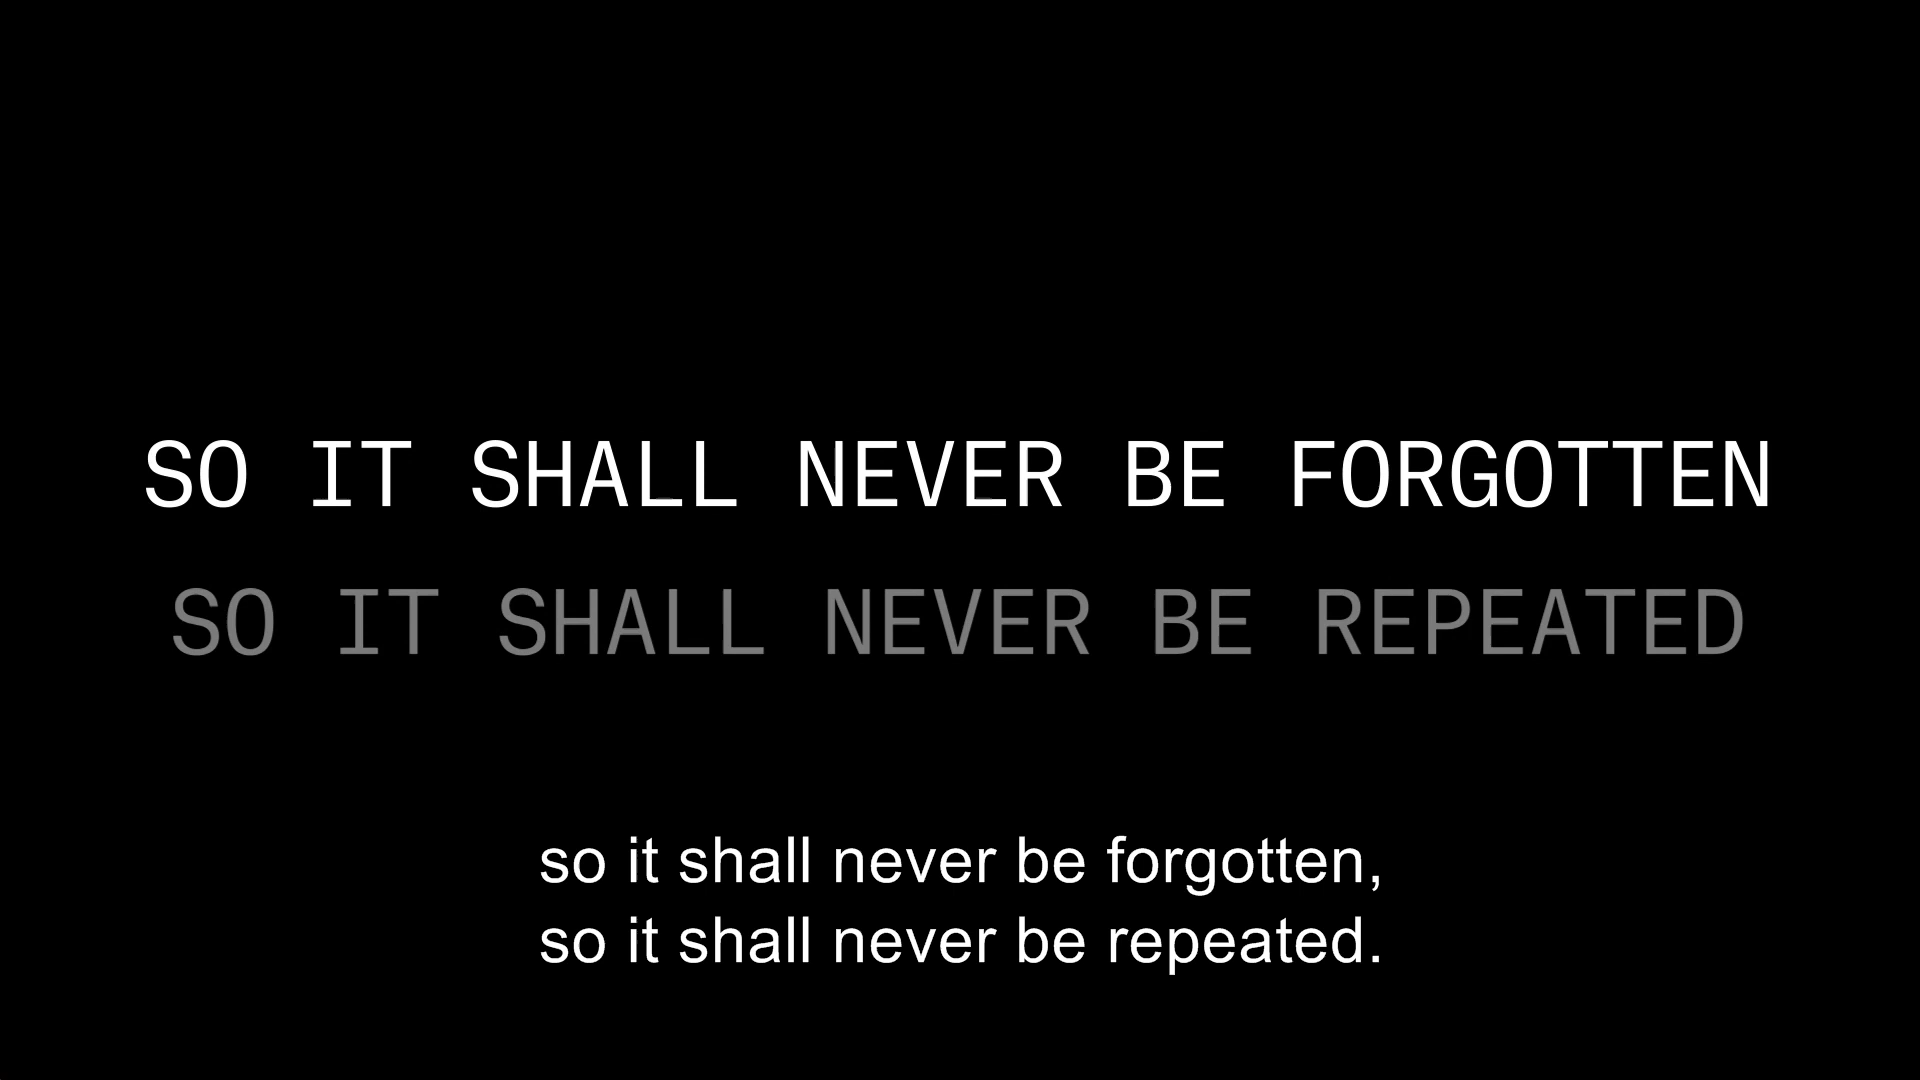 SO IT SHALL NEVER BE FORGOTTEN
SO IT SHALL NEVER BE REPEATED
so it shall never be forgotten,
so it shall never be repeated.